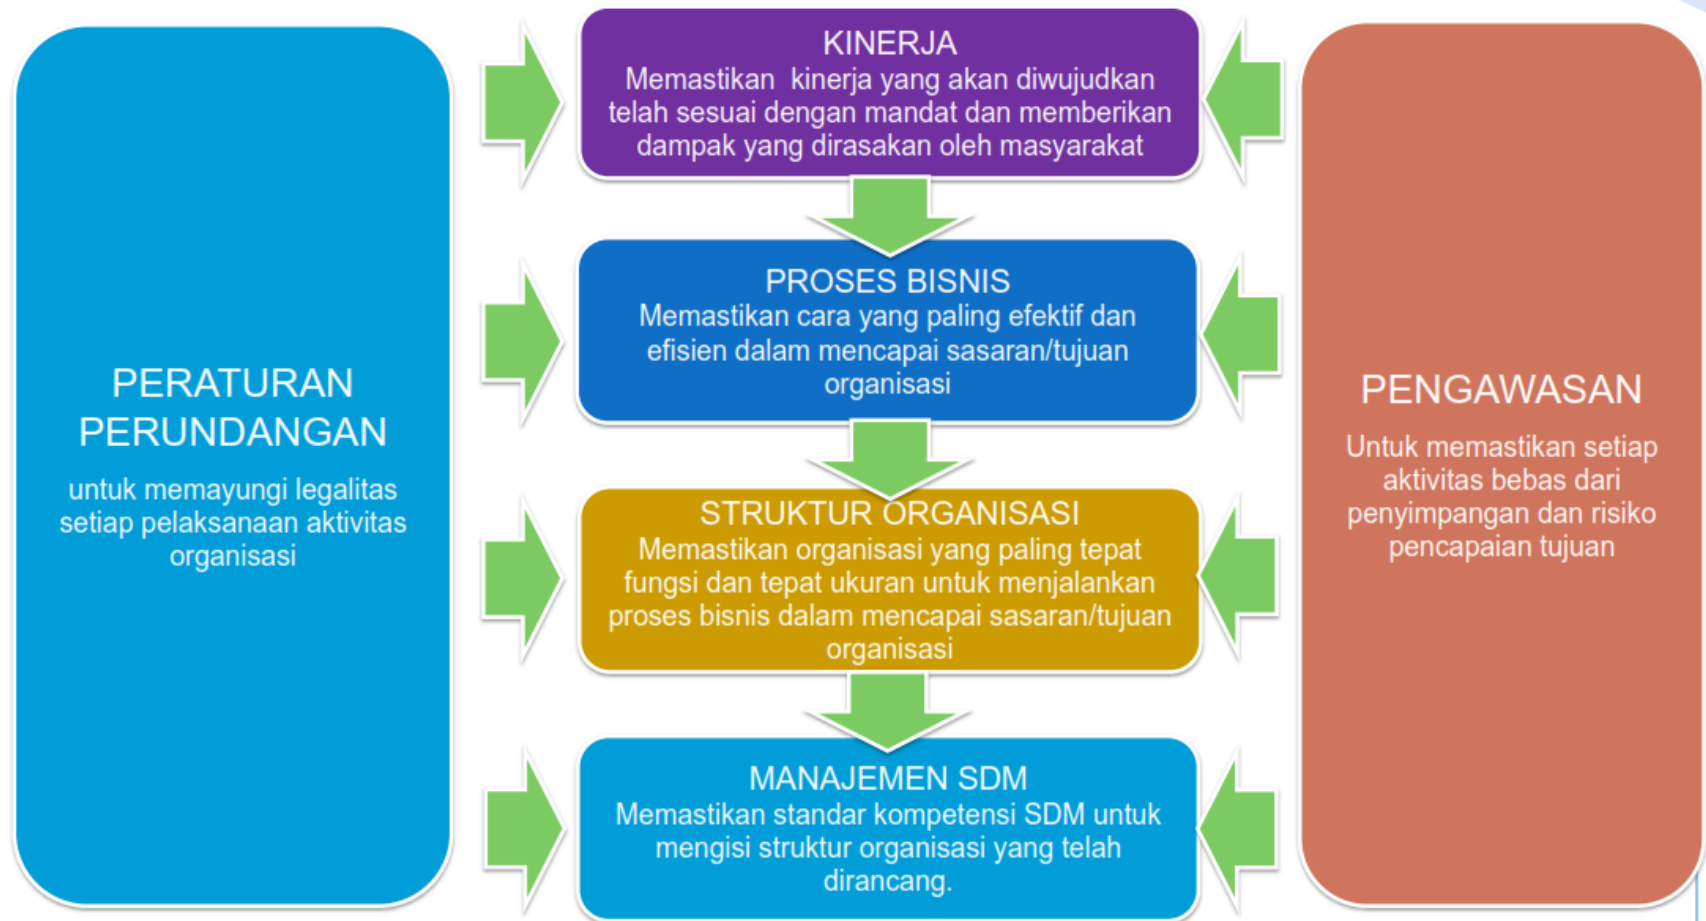 PERATURAN
PERUNDANGAN
untuk memayungi legalitas
setiap pelaksanaan aktivitas
organisasi
KINERJA
Memastikan kinerja yang akan diwujudkan
telah sesuai dengan mandat dan memberikan
dampak yang dirasakan oleh masyarakat
PROSES BISNIS
Memastikan cara yang paling efektif dan
efisien dalam mencapai sasaran/tujuan
organisasi
STRUKTUR ORGANISASI
Memastikan organisasi yang paling tepat
fungsi dan tepat ukuran untuk menjalankan
proses bisnis dalam mencapai sasaran/tujuan
organisasi
MANAJEMEN SDM
Memastikan standar kompetensi SDM untuk
mengisi struktur organisasi yang telah
dirancang.
PENGAWASAN
Untuk memastikan setiap
aktivitas bebas dari
penyimpangan dan risiko
pencapaian tujuan